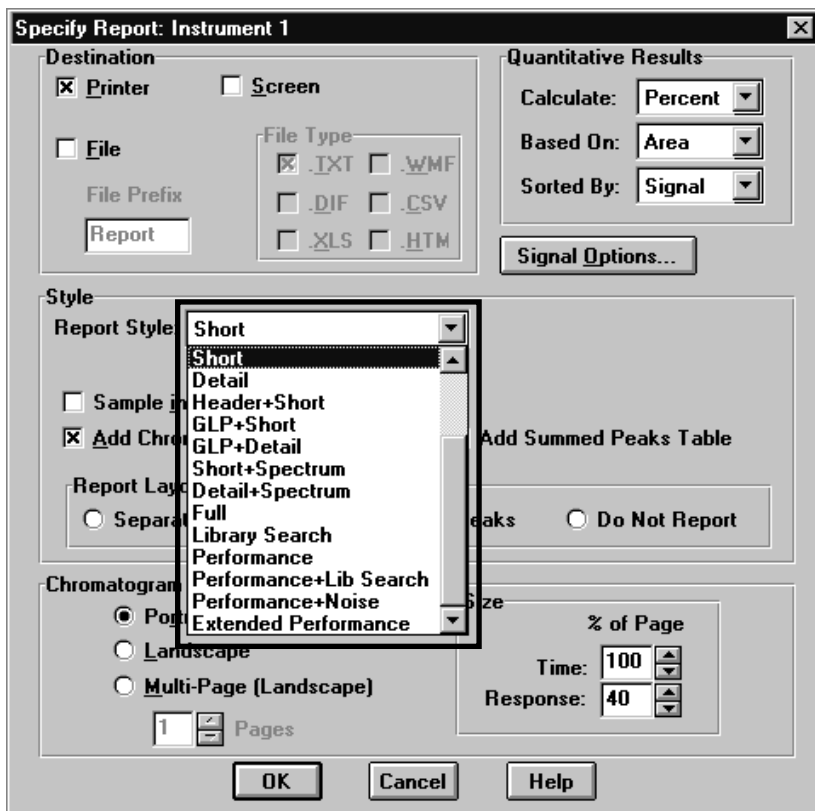 Specify Report: Instrument 1
Destination
Printer
Screen
File
File Type
.TXT
.WMF
File Prefix
.DIF
.CSV
Report
.XLS
.HTM
Quantitative Results
Calculate: Percent
Based On: Area
Sorted By: Signal
Signal Options...
Style
Report Style: Short
Short
Detail
Header+Short
GLP+Short
GLP+Detail
Short+Spectrum
Detail+Spectrum
Full
Library Search
Performance
Performance+Lib Search
Performance+Noise
Extended Performance
Sample in
Add Chro
Add Summed Peaks Table
Report Layo
Separat
eaks
Do Not Report
Chromatogram
Portr
Landscape
Multi-Page (Landscape)
1 Pages
Size
% of Page
Time: 100
Response: 40
OK
Cancel
Help